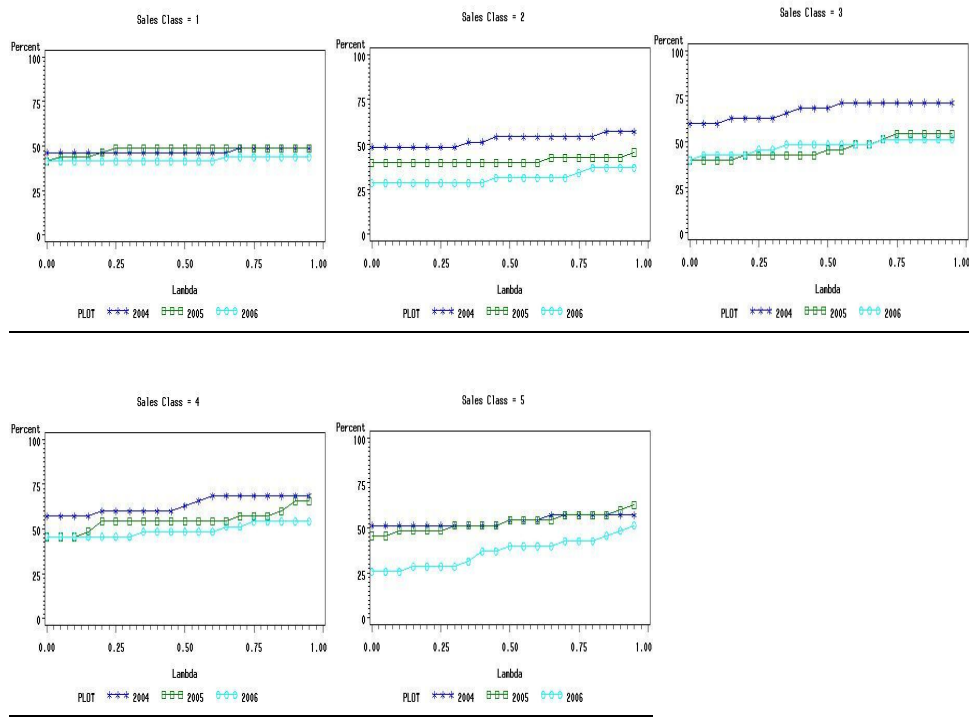 Sales Class = 1
Percent
100
75
50
25
0
0.00 0.25 0.50 0.75 1.00
Lambda
PLOT 2004 2005 2006
Sales Class = 2
Percent
100
75
50
25
0
0.00 0.25 0.50 0.75 1.00
Lambda
PLOT 2004 2005 2006
Sales Class = 3
Percent
100
75
50
25
0
0.00 0.25 0.50 0.75 1.00
Lambda
PLOT 2004 2005 2006
Sales Class = 4
Percent
100
75
50
25
0
0.00 0.25 0.50 0.75 1.00
Lambda
PLOT 2004 2005 2006
Sales Class = 5
Percent
100
75
50
25
0
0.00 0.25 0.50 0.75 1.00
Lambda
PLOT 2004 2005 2006